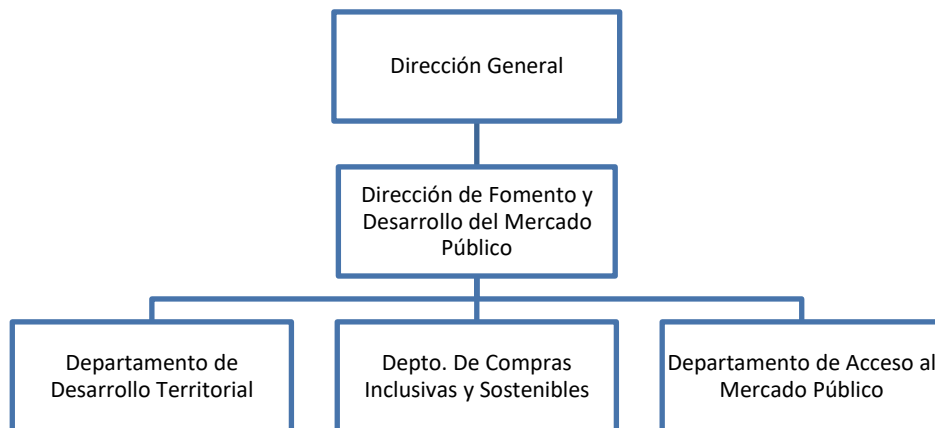 Dirección General
Dirección de Fomento y
Desarrollo del Mercado
Público
Departamento de
Desarrollo Territorial
Depto. De Compras
Inclusivas y Sostenibles
Departamento de Acceso al
Mercado Público